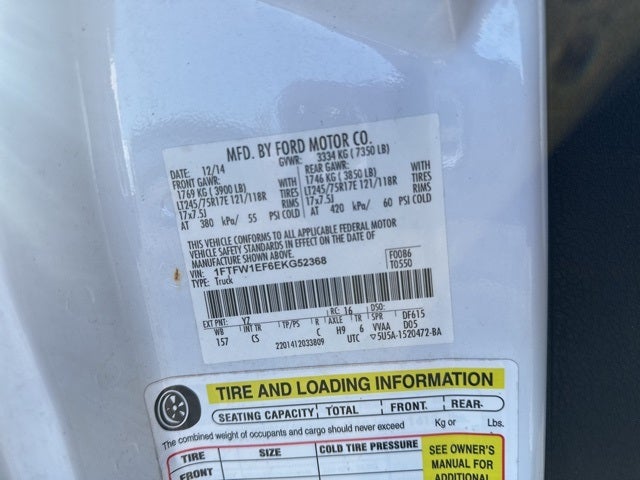 MFD. BY FORD MOTOR CO.
DATE: 12/14 GVWR: 3334 KG ( 7350 LB)
FRONT GAWR: REAR GAWR:
1769 KG ( 3900 LB) WITH 1746 KG ( 3850 LB) WITH
LT245/75R17E 121/118R TIRES LT245/75R17E 121/118R TIRES
17x7.5J RIMS 17x7.5J RIMS
AT 380 kPa/ 55 PSI COLD AT 420 kPa/ 60 PSI COLD
THIS VEHICLE CONFORMS TO ALL APPLICABLE FEDERAL MOTOR
VEHICLE SAFETY STANDARDS IN EFFECT ON THE DATE OF
MANUFACTURE SHOWN ABOVE.
VIN: 1FTFW1EF6EKG52368 F0086
TYPE: Truck T0550
EXT PNT: YZ RC: 16 DSO:
WB INT TR TP/PS R AXLE TR SPR DF615
157 CS C H9 6 VVAA D05
2201412033809 UTC ▽5U5A-1520472-BA
TIRE AND LOADING INFORMATION
SEATING CAPACITY TOTAL FRONT REAR
The combined weight of occupants and cargo should never exceed Kg or Lbs.
TIRE SIZE COLD TIRE PRESSURE SEE OWNER'S
FRONT MANUAL FOR
ADDITIONAL